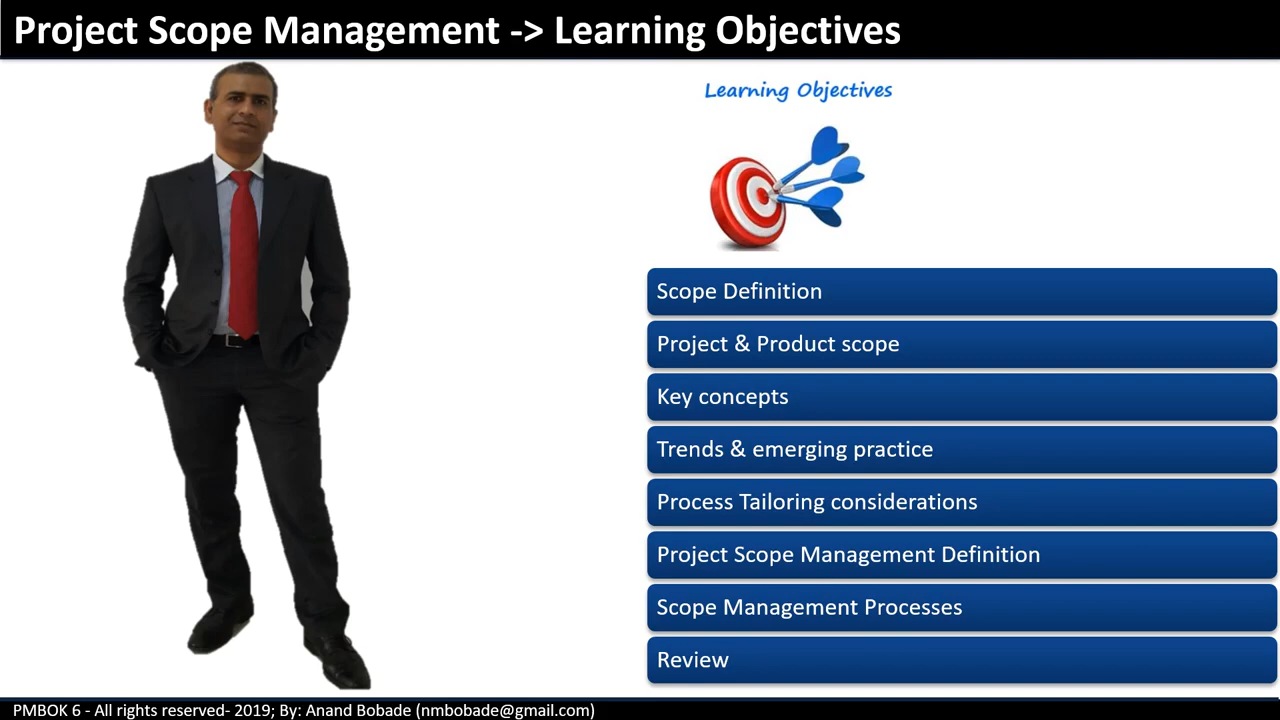 Project Scope Management -> Learning Objectives
Learning Objectives
Scope Definition
Project & Product scope
Key concepts
Trends & emerging practice
Process Tailoring considerations
Project Scope Management Definition
Scope Management Processes
Review
PMBOK 6 - All rights reserved- 2019; By: Anand Bobade (nmbobade@gmail.com)